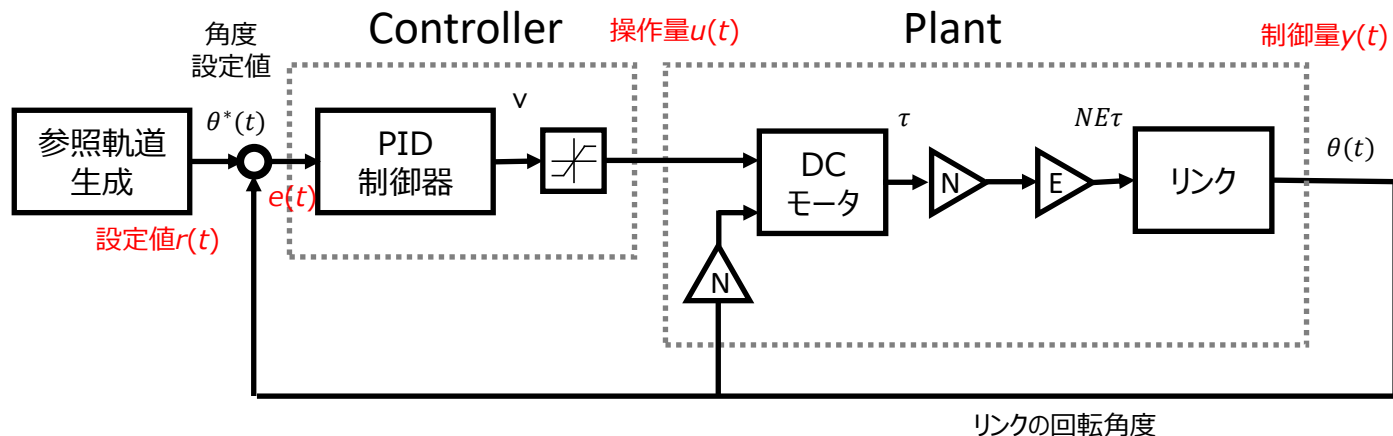 Controller
操作量u(t)
Plant
制御量y(t)
角度
設定値
参照軌道
生成
θ*(t)
e(t)
設定値r(t)
PID
制御器
v
DC
モータ
τ
N
E
NEτ
リンク
θ(t)
N
リンクの回転角度